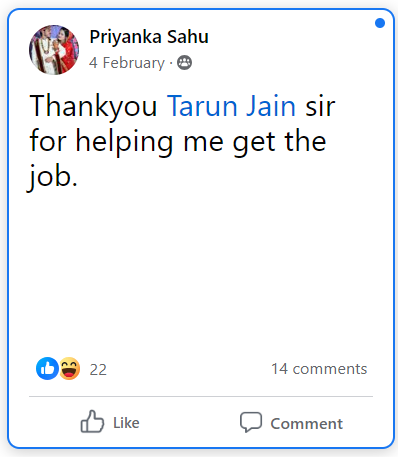 Priyanka Sahu
4 February ·
Thankyou Tarun Jain sir
for helping me get the
job.
22
14 comments
Like
Comment